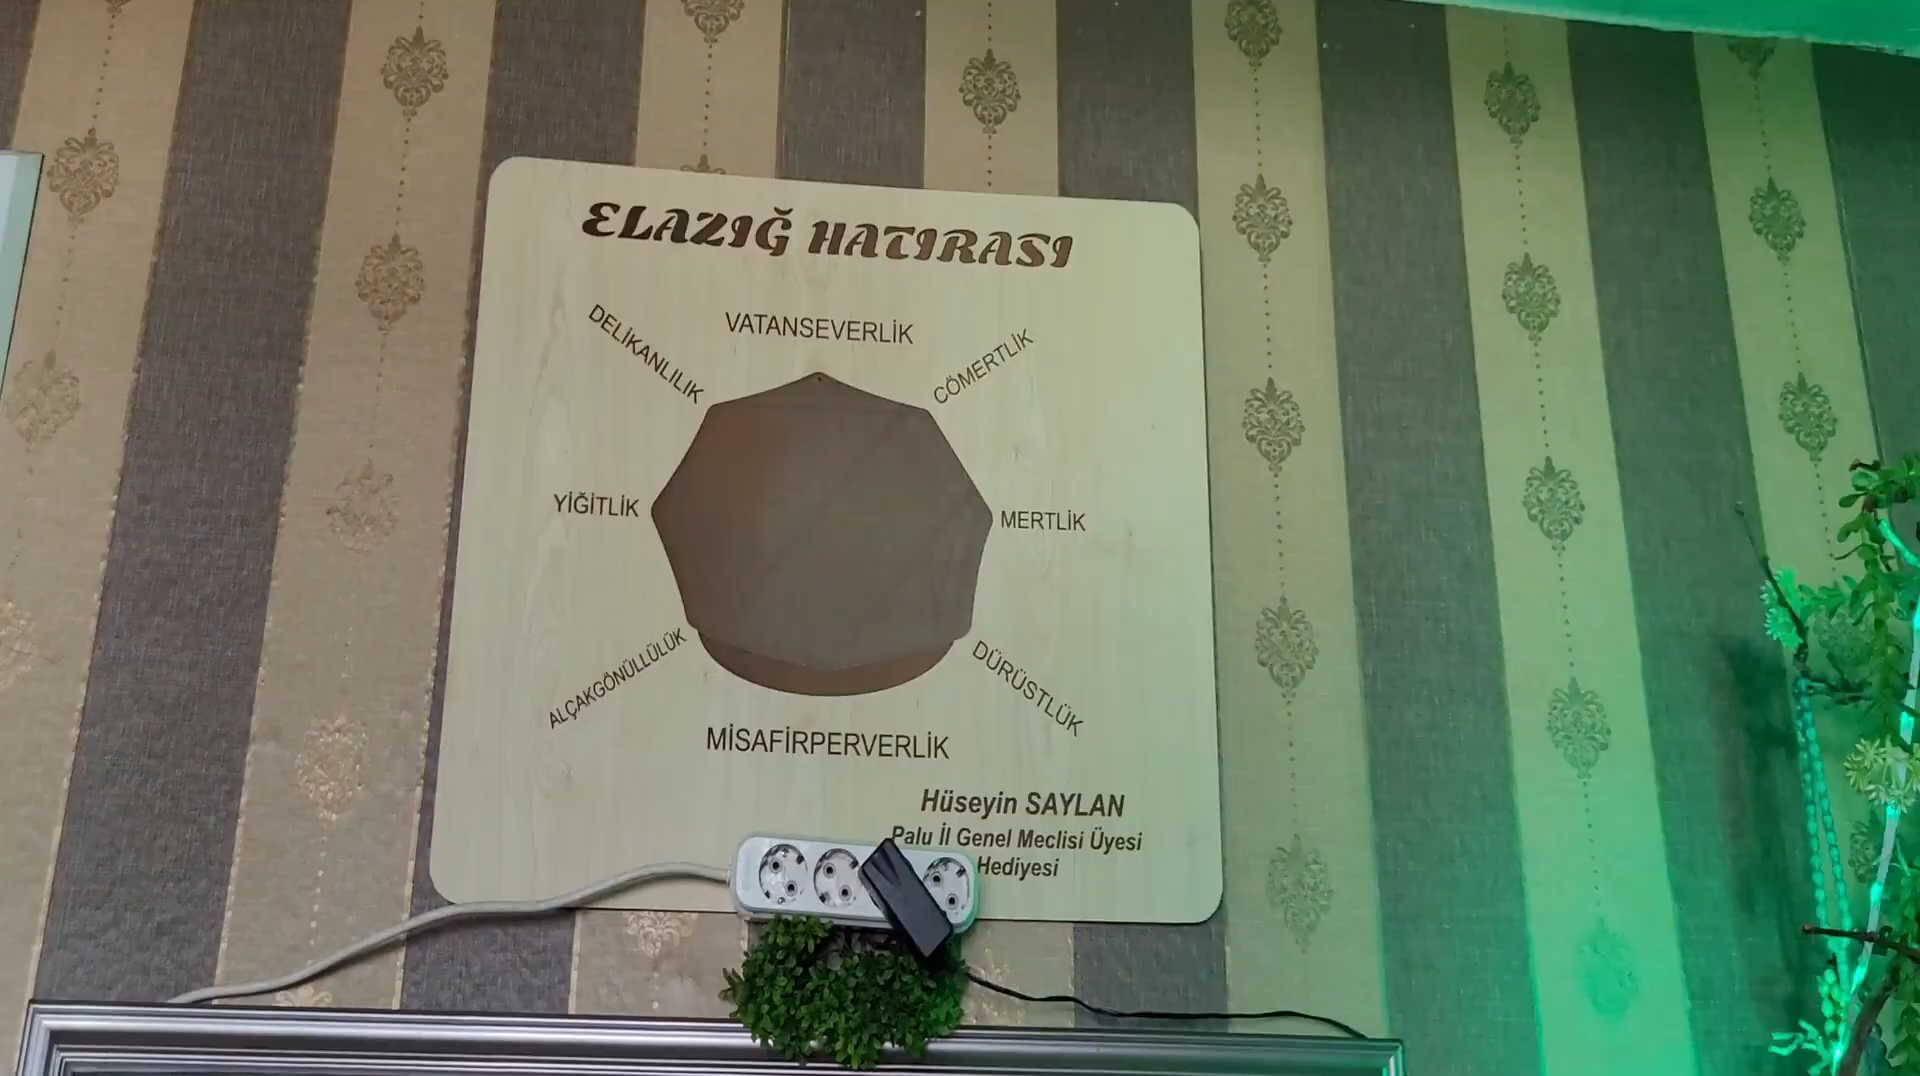 ELAZIĞ HATIRASI
VATANSEVERLİK
DELİKANLILIK
CÖMERTLİK
YİĞİTLİK
MERTLİK
ALÇAKGÖNÜLLÜLÜK
DÜRÜSTLÜK
MİSAFİRPERVERLİK
Hüseyin SAYLAN
Palu İl Genel Meclisi Üyesi
Hediyesi